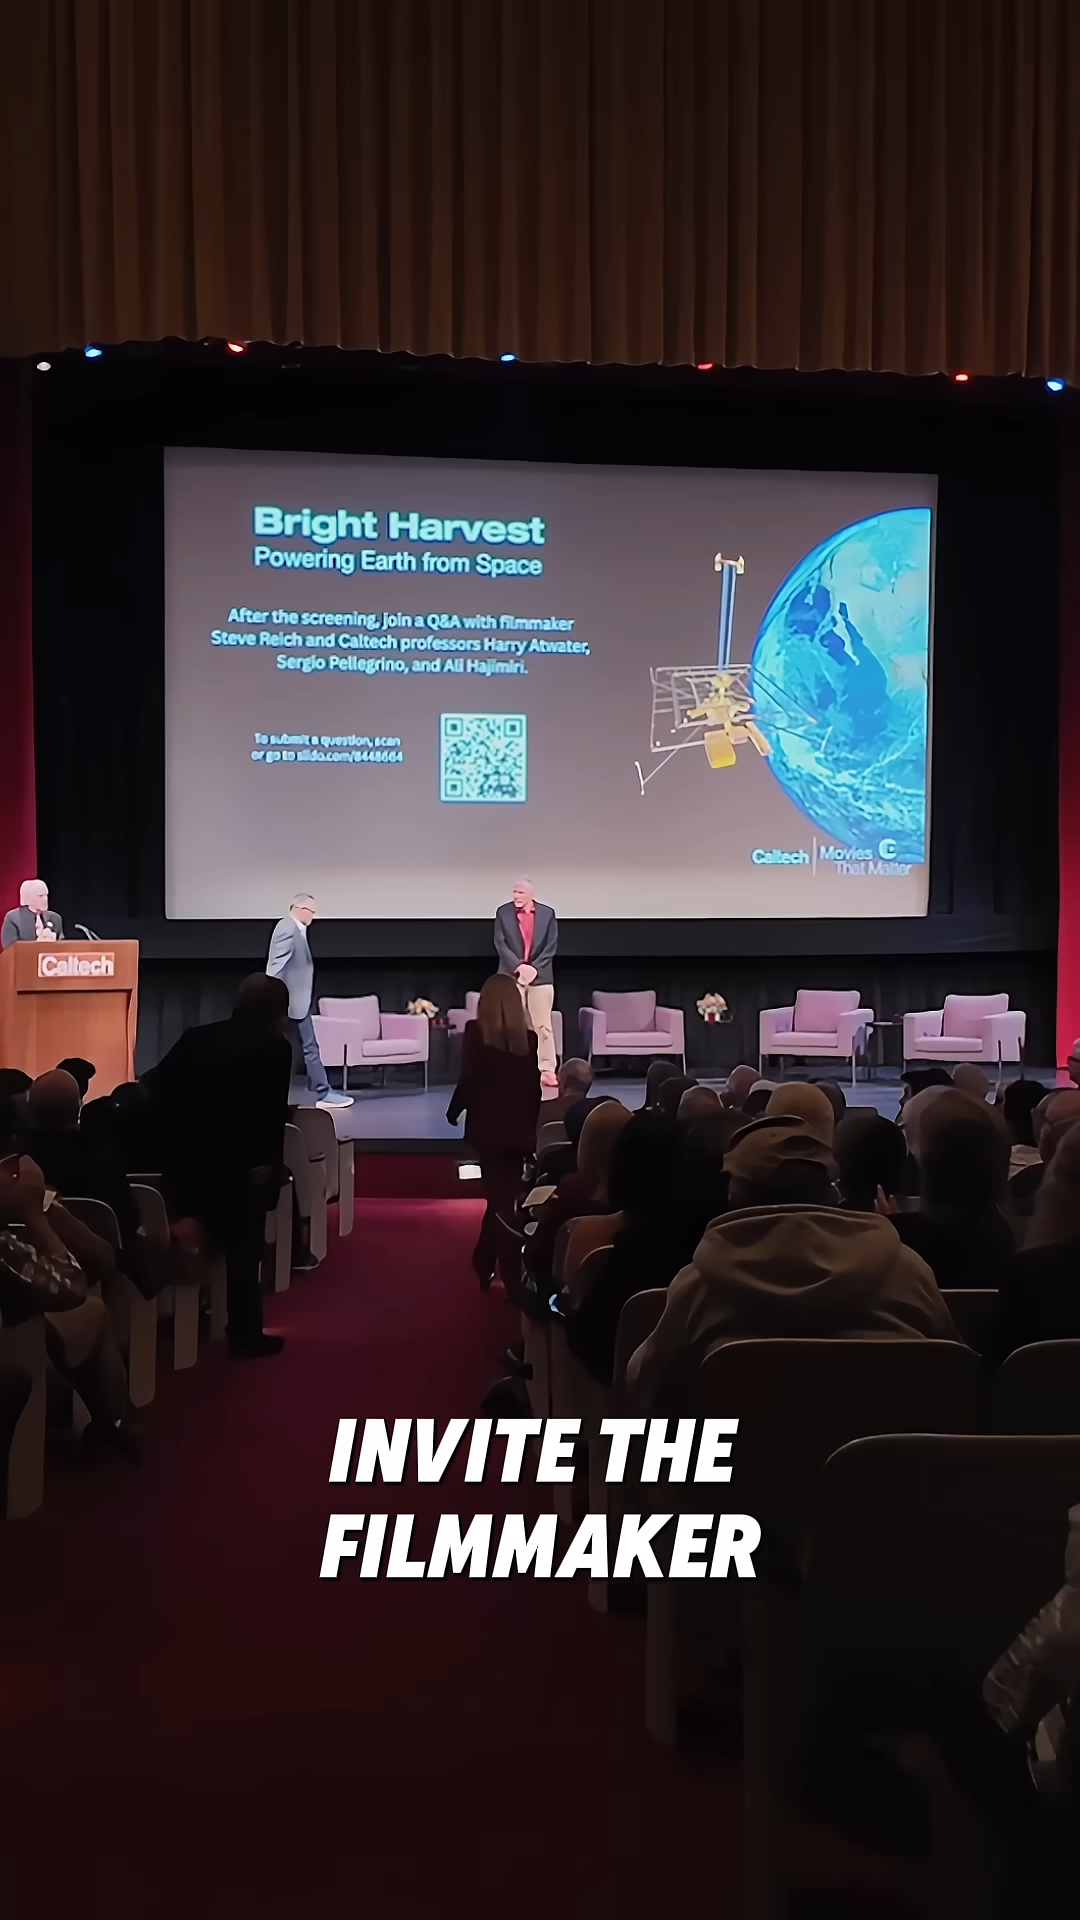 Bright Harvest
Powering Earth from Space
After the screening, join a Q&A with filmmaker
Steve Reich and Caltech professors Harry Atwater,
Sergio Pellegrino, and Ali Hajimiri.
To submit a question, scan
or go to slido.com/8448664
Caltech
Movies
That Matter
Caltech
INVITE THE
FILMMAKER